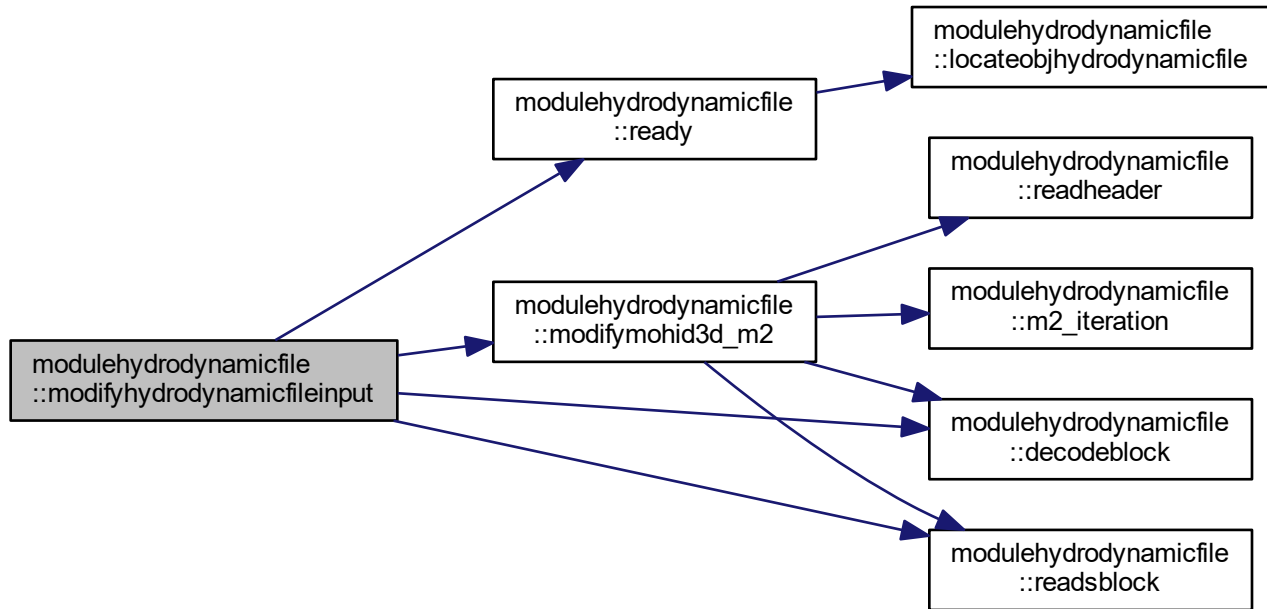 modulehydrodynamicfile
::modifyhydrodynamicfileinput
modulehydrodynamicfile
::ready
modulehydrodynamicfile
::locateobjhydrodynamicfile
modulehydrodynamicfile
::modifymohid3d_m2
modulehydrodynamicfile
::readheader
modulehydrodynamicfile
::m2_iteration
modulehydrodynamicfile
::decodeblock
modulehydrodynamicfile
::readsblock